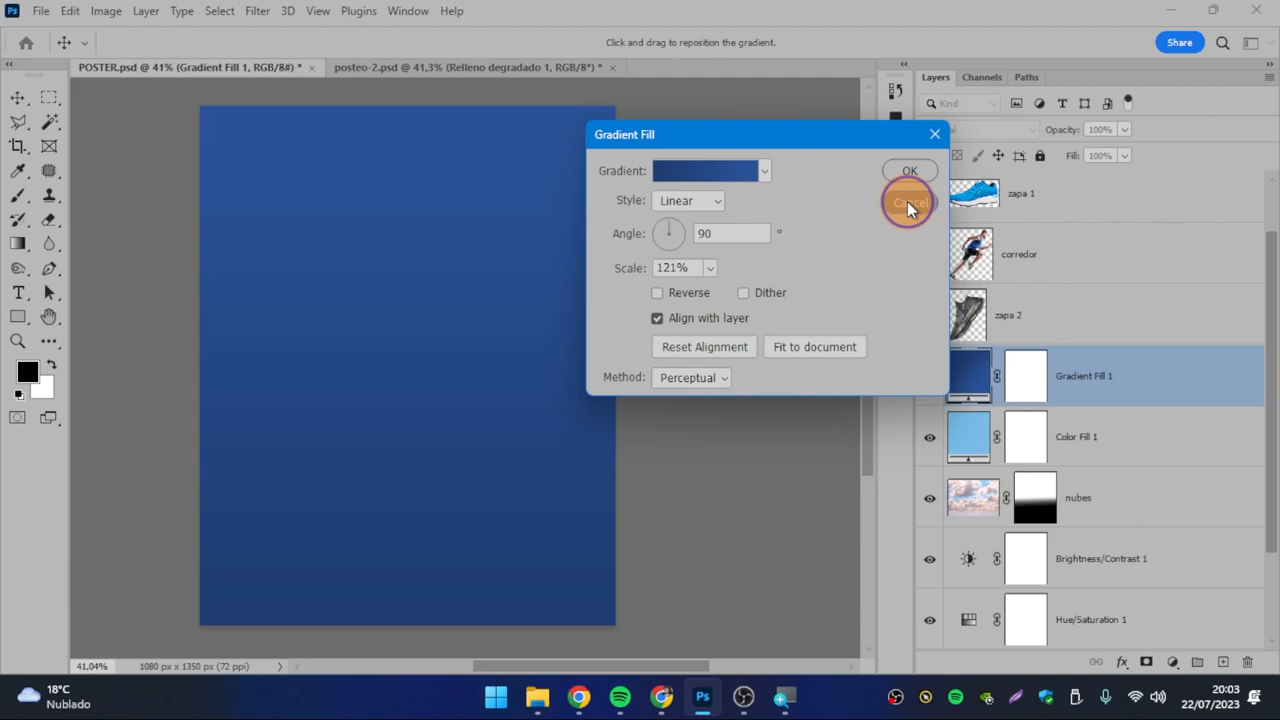 Ps File Edit Image Layer Type Select Filter 3D View Plugins Window Help
Click and drag to reposition the gradient.
Share
POSTER.psd @ 41% (Gradient Fill 1, RGB/8#) *
posteo-2.psd @ 41,3% (Relleno degradado 1, RGB/8*) *
Layers Channels Paths
Kind
Opacity: 100%
Fill: 100%
Gradient Fill
Gradient:
OK
Style: Linear
Cancel
Angle: 90 °
Scale: 121%
Reverse Dither
Align with layer
Reset Alignment Fit to document
Method: Perceptual
zapa 1
corredor
zapa 2
Gradient Fill 1
Color Fill 1
nubes
Brightness/Contrast 1
Hue/Saturation 1
fx
41,04% 1080 px x 1350 px (72 ppi)
18°C
Nublado
Ps
20:03
22/07/2023